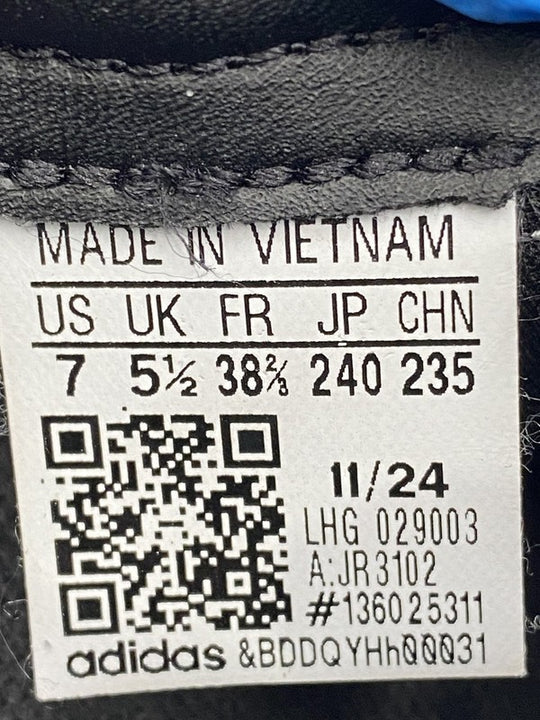 MADE IN VIETNAM
US UK FR JP CHN
7 5½ 38⅔ 240 235
11/24
LHG 029003
A:JR3102
#136025311
adidas &BDDQYHh00031